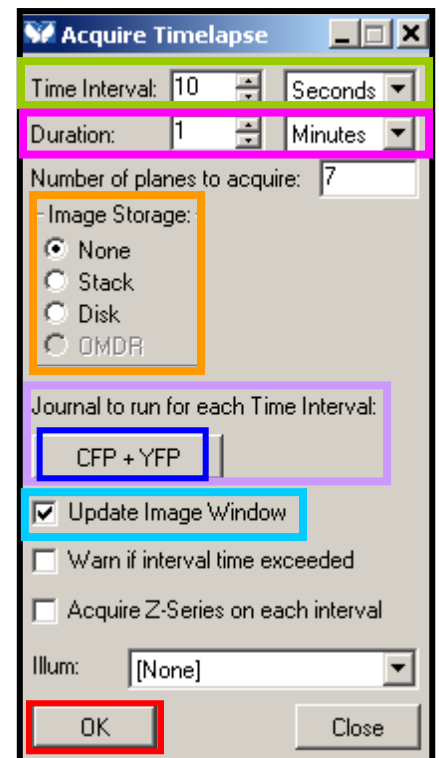 Acquire Timelapse
Time Interval: 10 Seconds
Duration: 1 Minutes
Number of planes to acquire: 7
Image Storage:
None
Stack
Disk
OMDR
Journal to run for each Time Interval:
CFP + YFP
Update Image Window
Warn if interval time exceeded
Acquire Z-Series on each interval
Illum: [None]
OK Close